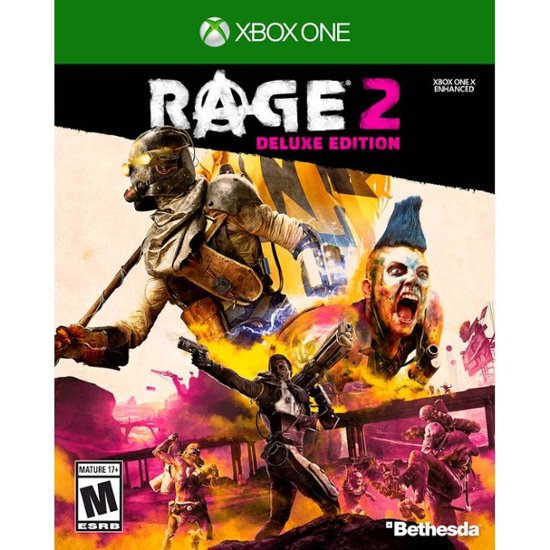 XBOX ONE
RAGE® 2
DELUXE EDITION
XBOX ONE X
ENHANCED
MATURE 17+
M
ESRB
Bethesda